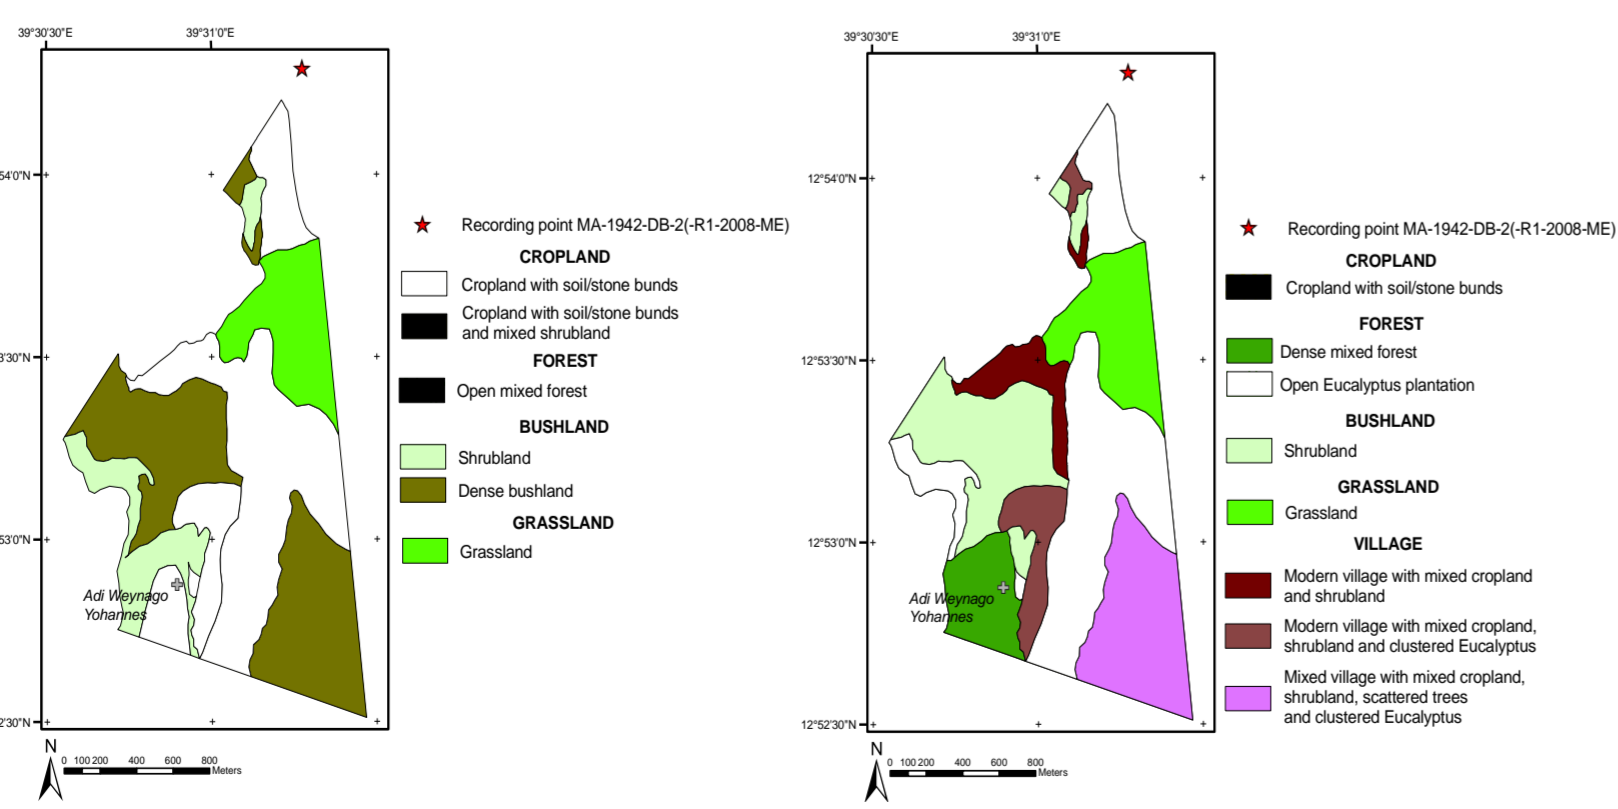 39°30'30"E
39°31'0"E
54'0"N
3'30"N
53'0"N
2'30"N
Adi Weynago
Yohannes
N
0 100 200 400 600 800
Meters
Recording point MA-1942-DB-2(-R1-2008-ME)
CROPLAND
Cropland with soil/stone bunds
Cropland with soil/stone bunds
and mixed shrubland
FOREST
Open mixed forest
BUSHLAND
Shrubland
Dense bushland
GRASSLAND
Grassland
39°30'30"E
39°31'0"E
12°54'0"N
12°53'30"N
12°53'0"N
12°52'30"N
Adi Weynago
Yohannes
N
0 100 200 400 600 800
Meters
Recording point MA-1942-DB-2(-R1-2008-ME)
CROPLAND
Cropland with soil/stone bunds
FOREST
Dense mixed forest
Open Eucalyptus plantation
BUSHLAND
Shrubland
GRASSLAND
Grassland
VILLAGE
Modern village with mixed cropland
and shrubland
Modern village with mixed cropland,
shrubland and clustered Eucalyptus
Mixed village with mixed cropland,
shrubland, scattered trees
and clustered Eucalyptus